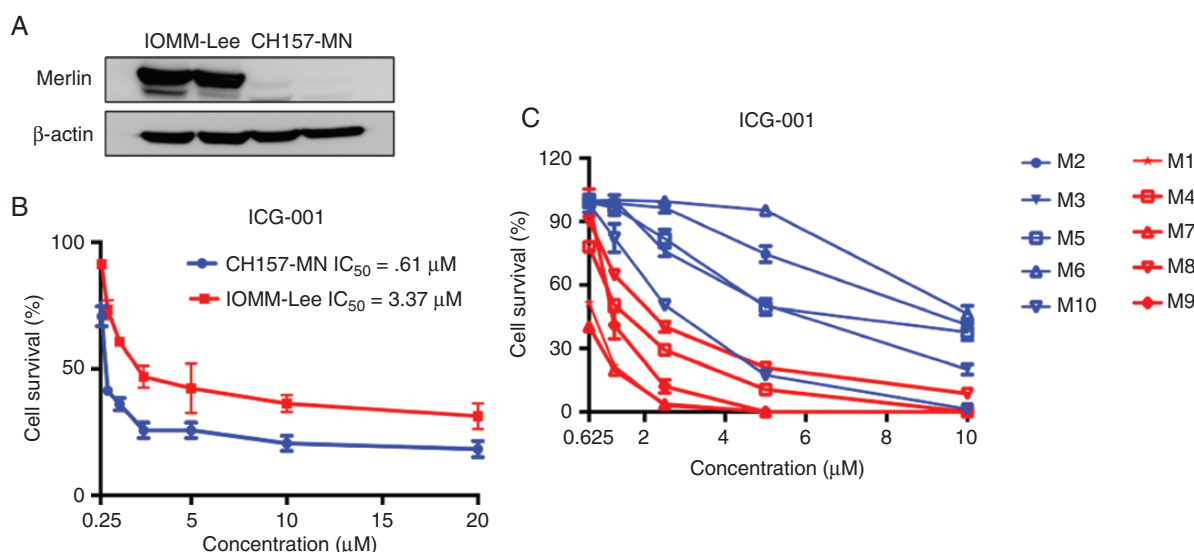 A
IOMM-Lee CH157-MN
Merlin
β-actin
B
ICG-001
CH157-MN IC50 = .61 μM
IOMM-Lee IC50 = 3.37 μM
Cell survival (%)
100
50
0
0.25 5 10 15 20
Concentration (μM)
C
ICG-001
Cell survival (%)
120
90
60
30
0
0.625 2 4 6 8 10
Concentration (μM)
M2 M1
M3 M4
M5 M7
M6 M8
M10 M9